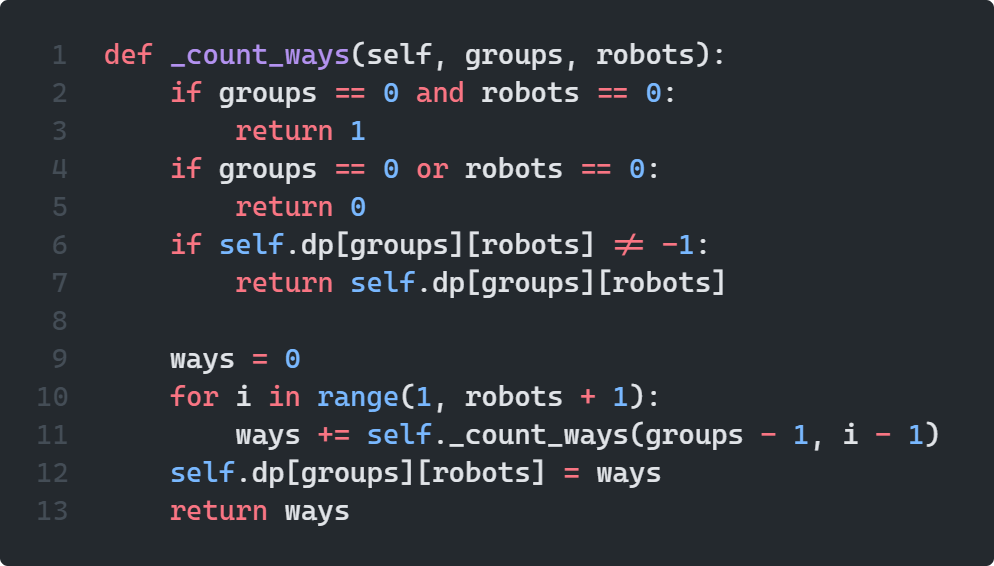 1 def _count_ways(self, groups, robots):
2     if groups == 0 and robots == 0:
3         return 1
4     if groups == 0 or robots == 0:
5         return 0
6     if self.dp[groups][robots] != -1:
7         return self.dp[groups][robots]
8
9     ways = 0
10     for i in range(1, robots + 1):
11         ways += self._count_ways(groups - 1, i - 1)
12     self.dp[groups][robots] = ways
13     return ways